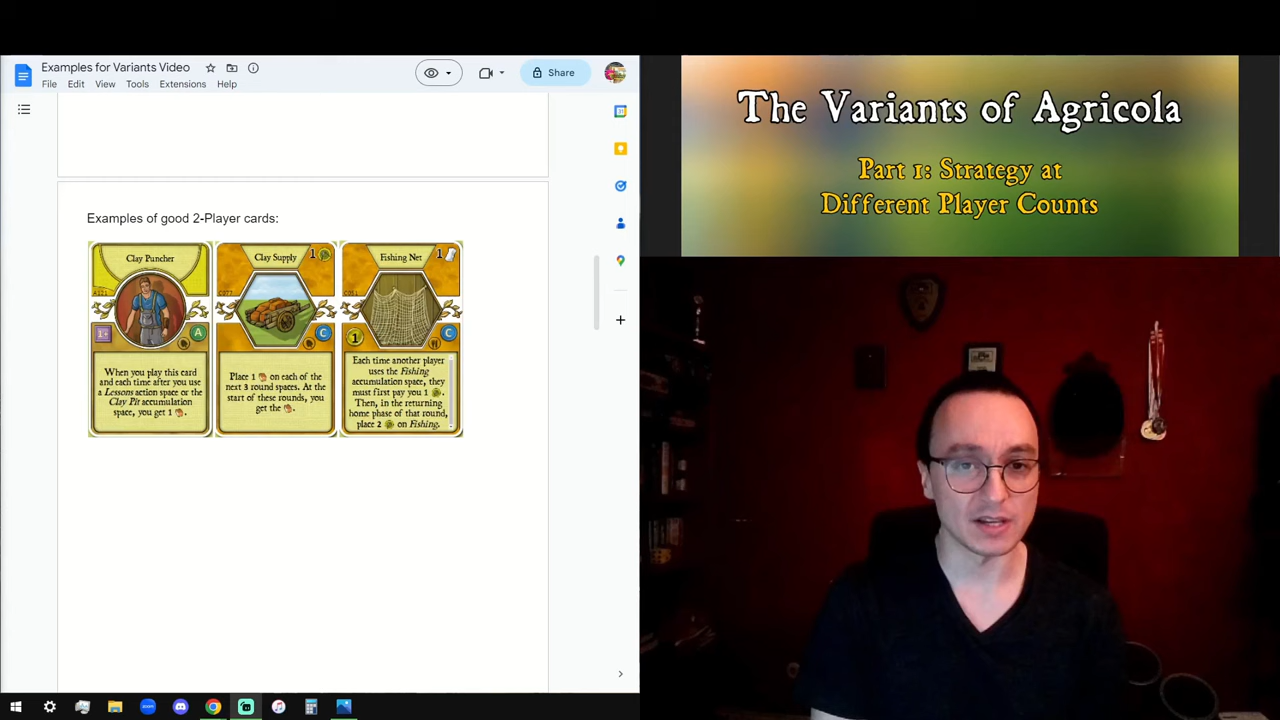 Examples for Variants Video
File Edit View Tools Extensions Help
Share
Examples of good 2-Player cards:
Clay Puncher
1+
A
When you play this card
and each time after you use
a Lessons action space or the
Clay Pit accumulation
space, you get 1
Clay Supply
1
C
Place 1 on each of the
next 3 round spaces. At the
start of these rounds, you
get the
Fishing Net
1
1
C
Each time another player
uses the Fishing
accumulation space, they
must first pay you 1
Then, in the returning
home phase of that round,
place 2 on Fishing.
The Variants of Agricola
Part 1: Strategy at
Different Player Counts